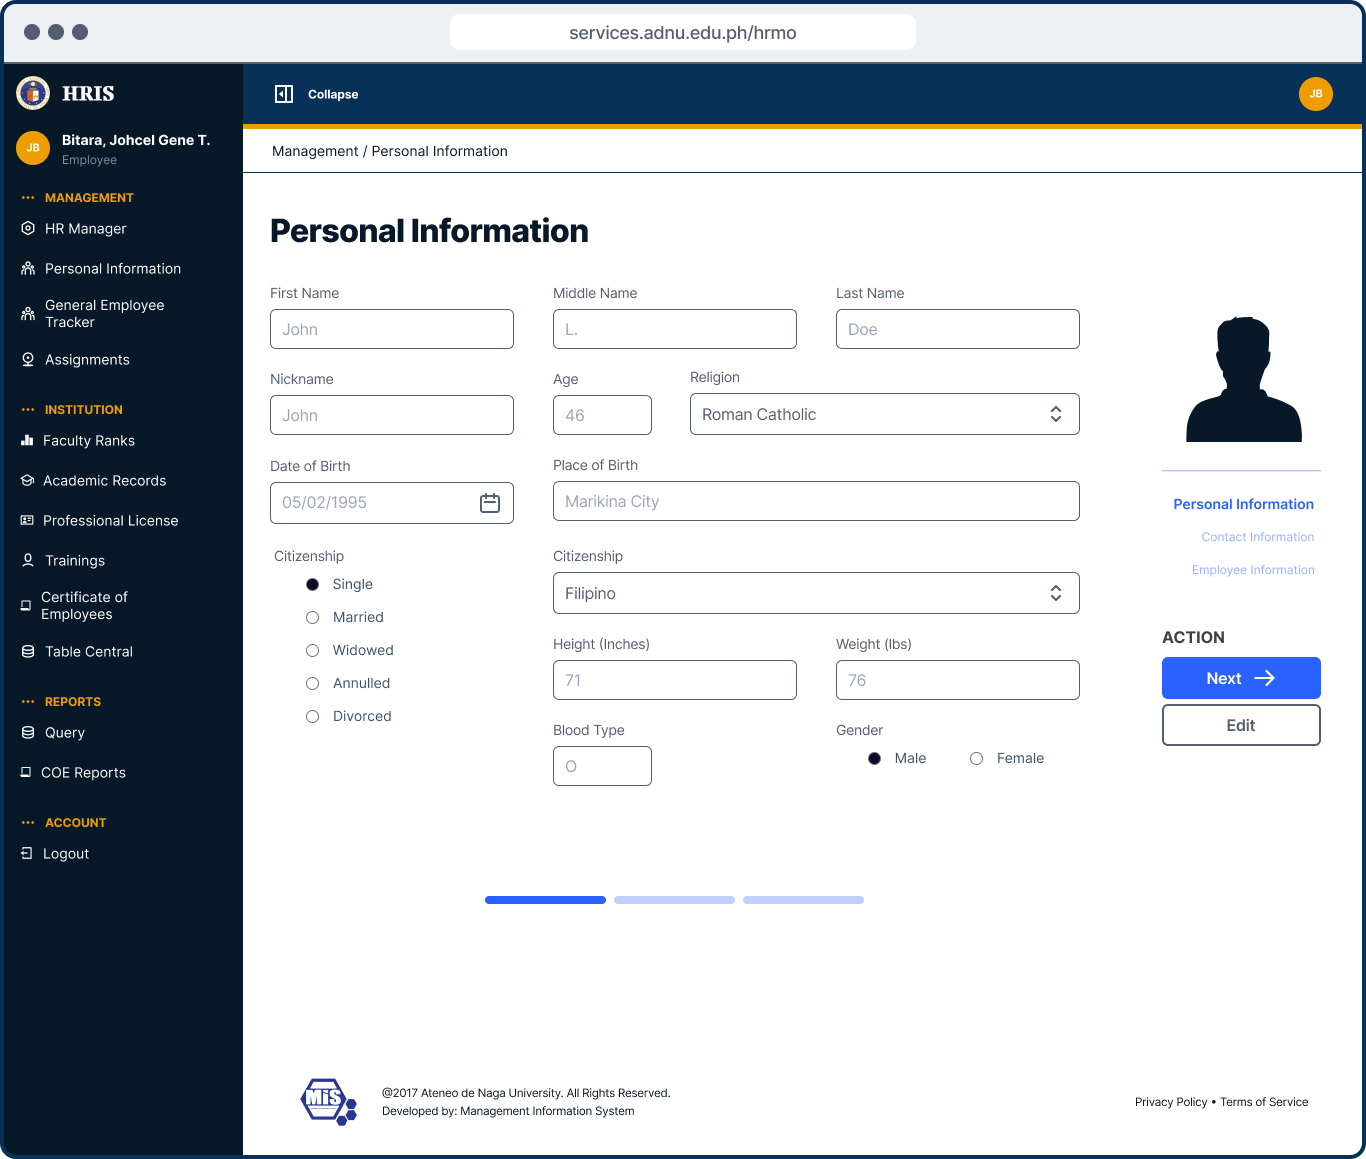 services.adnu.edu.ph/hrmo
HRIS
Collapse
JB
JB
Bitara, Johcel Gene T.
Employee
Management / Personal Information
MANAGEMENT
HR Manager
Personal Information
General Employee
Tracker
Assignments
INSTITUTION
Faculty Ranks
Academic Records
Professional License
Trainings
Certificate of
Employees
Table Central
REPORTS
Query
COE Reports
ACCOUNT
Logout
Personal Information
First Name
Middle Name
Last Name
John
L.
Doe
Nickname
Age
Religion
John
46
Roman Catholic
Date of Birth
Place of Birth
05/02/1995
Marikina City
Citizenship
Single
Married
Widowed
Annulled
Divorced
Citizenship
Filipino
Height (Inches)
Weight (lbs)
71
76
Blood Type
Gender
O
Male
Female
Personal Information
Contact Information
Employee Information
ACTION
Next
Edit
MiS
@2017 Ateneo de Naga University. All Rights Reserved.
Developed by: Management Information System
Privacy Policy • Terms of Service